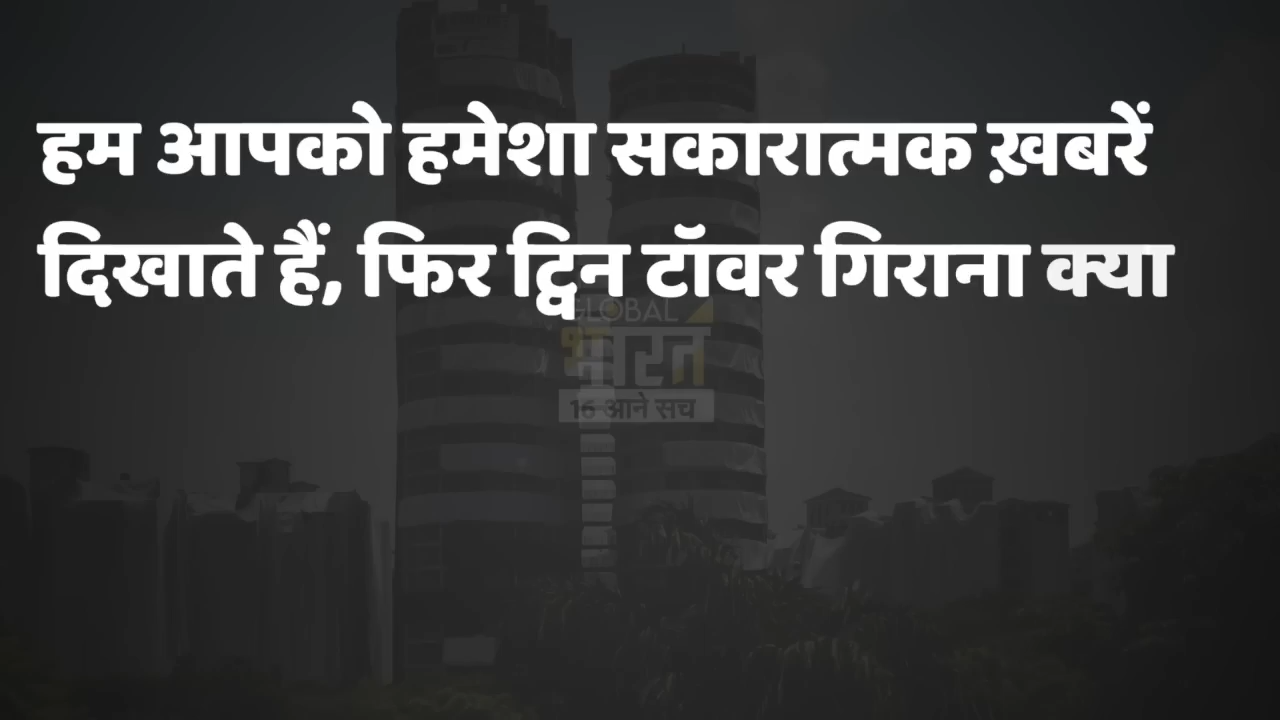 हम आपको हमेशा सकारात्मक ख़बरें
दिखाते हैं, फिर ट्विन टॉवर गिराना क्या
GLOBAL
भारत
16 आने सच